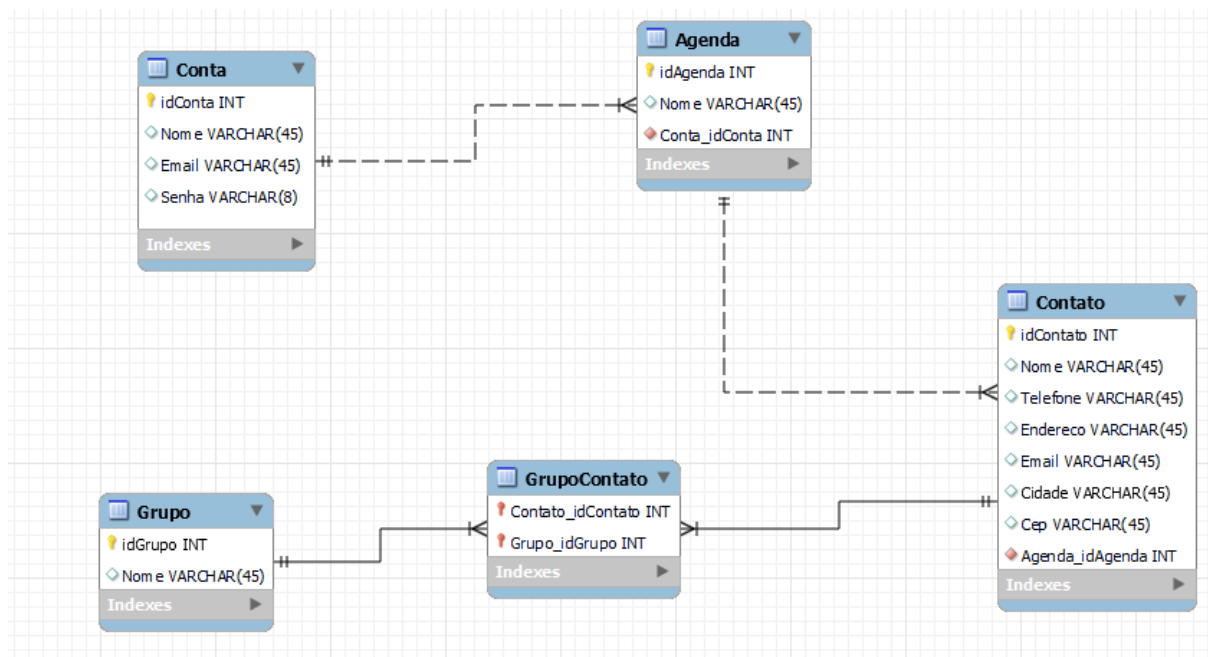 Conta
idConta INT
Nome VARCHAR(45)
Email VARCHAR(45)
Senha VARCHAR(8)
Indexes
Agenda
idAgenda INT
Nome VARCHAR(45)
Conta_idConta INT
Indexes
Contato
idContato INT
Nome VARCHAR(45)
Telefone VARCHAR(45)
Endereco VARCHAR(45)
Email VARCHAR(45)
Cidade VARCHAR(45)
Cep VARCHAR(45)
Agenda_idAgenda INT
Indexes
GrupoContato
Contato_idContato INT
Grupo_idGrupo INT
Indexes
Grupo
idGrupo INT
Nome VARCHAR(45)
Indexes